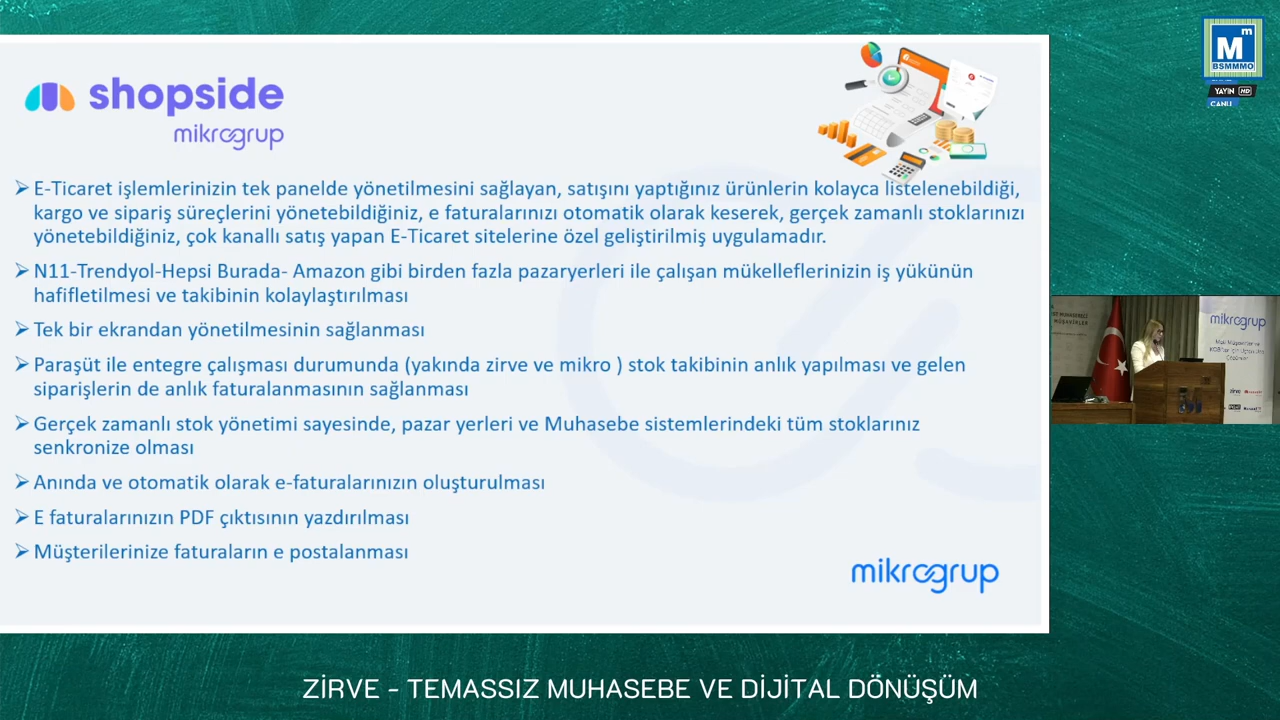 shopside
mikrogrup
➢ E-Ticaret işlemlerinizin tek panelde yönetilmesini sağlayan, satışını yaptığınız ürünlerin kolayca listelenebildiği,
kargo ve sipariş süreçlerini yönetebildiğiniz, e faturalarınızı otomatik olarak keserek, gerçek zamanlı stoklarınızı
yönetebildiğiniz, çok kanallı satış yapan E-Ticaret sitelerine özel geliştirilmiş uygulamadır.
➢ N11-Trendyol-Hepsi Burada- Amazon gibi birden fazla pazaryerleri ile çalışan mükelleflerinizin iş yükünün
hafifletilmesi ve takibinin kolaylaştırılması
➢ Tek bir ekrandan yönetilmesinin sağlanması
➢ Paraşüt ile entegre çalışması durumunda (yakında zirve ve mikro ) stok takibinin anlık yapılması ve gelen
siparişlerin de anlık faturalanmasının sağlanması
➢ Gerçek zamanlı stok yönetimi sayesinde, pazar yerleri ve Muhasebe sistemlerindeki tüm stoklarınız
senkronize olması
➢ Anında ve otomatik olarak e-faturalarınızın oluşturulması
➢ E faturalarınızın PDF çıktısının yazdırılması
➢ Müşterilerinize faturaların e postalanması
mikrogrup
Mm
BSMMMO
YAYIN HD
CANLI
mikrogrup
ZİRVE - TEMASSIZ MUHASEBE VE DİJİTAL DÖNÜŞÜM